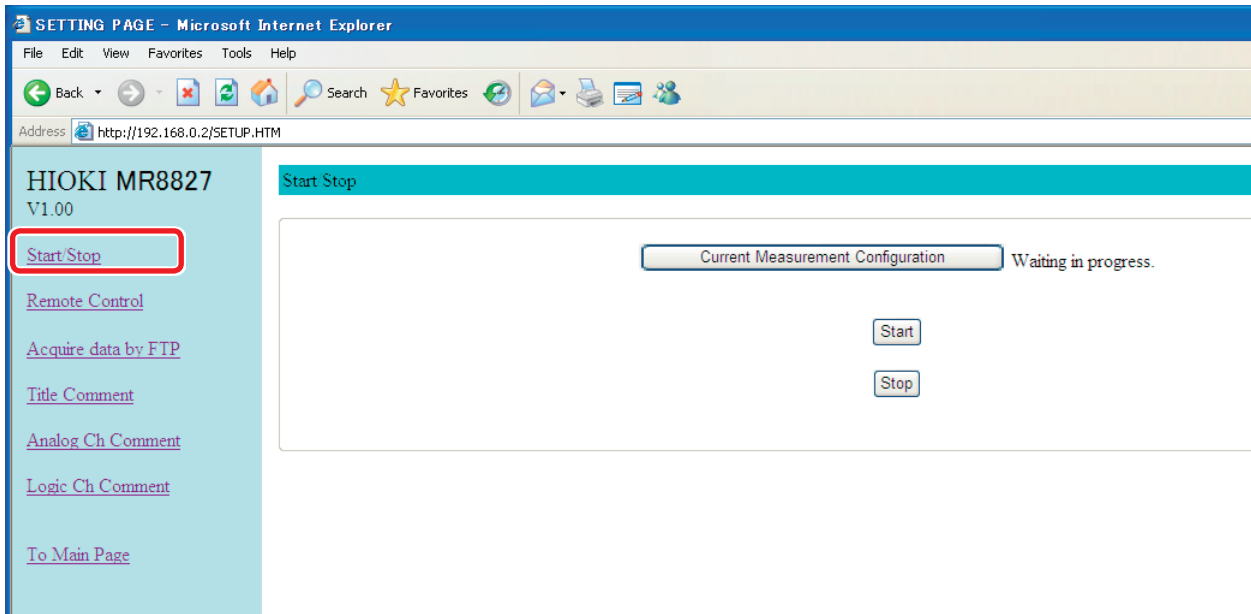 SETTING PAGE - Microsoft Internet Explorer
File Edit View Favorites Tools Help
Back Search Favorites
Address http://192.168.0.2/SETUP.HTM
HIOKI MR8827
V1.00
Start/Stop
Remote Control
Acquire data by FTP
Title Comment
Analog Ch Comment
Logic Ch Comment
To Main Page
Start/Stop
Current Measurement Configuration Waiting in progress.
Start
Stop